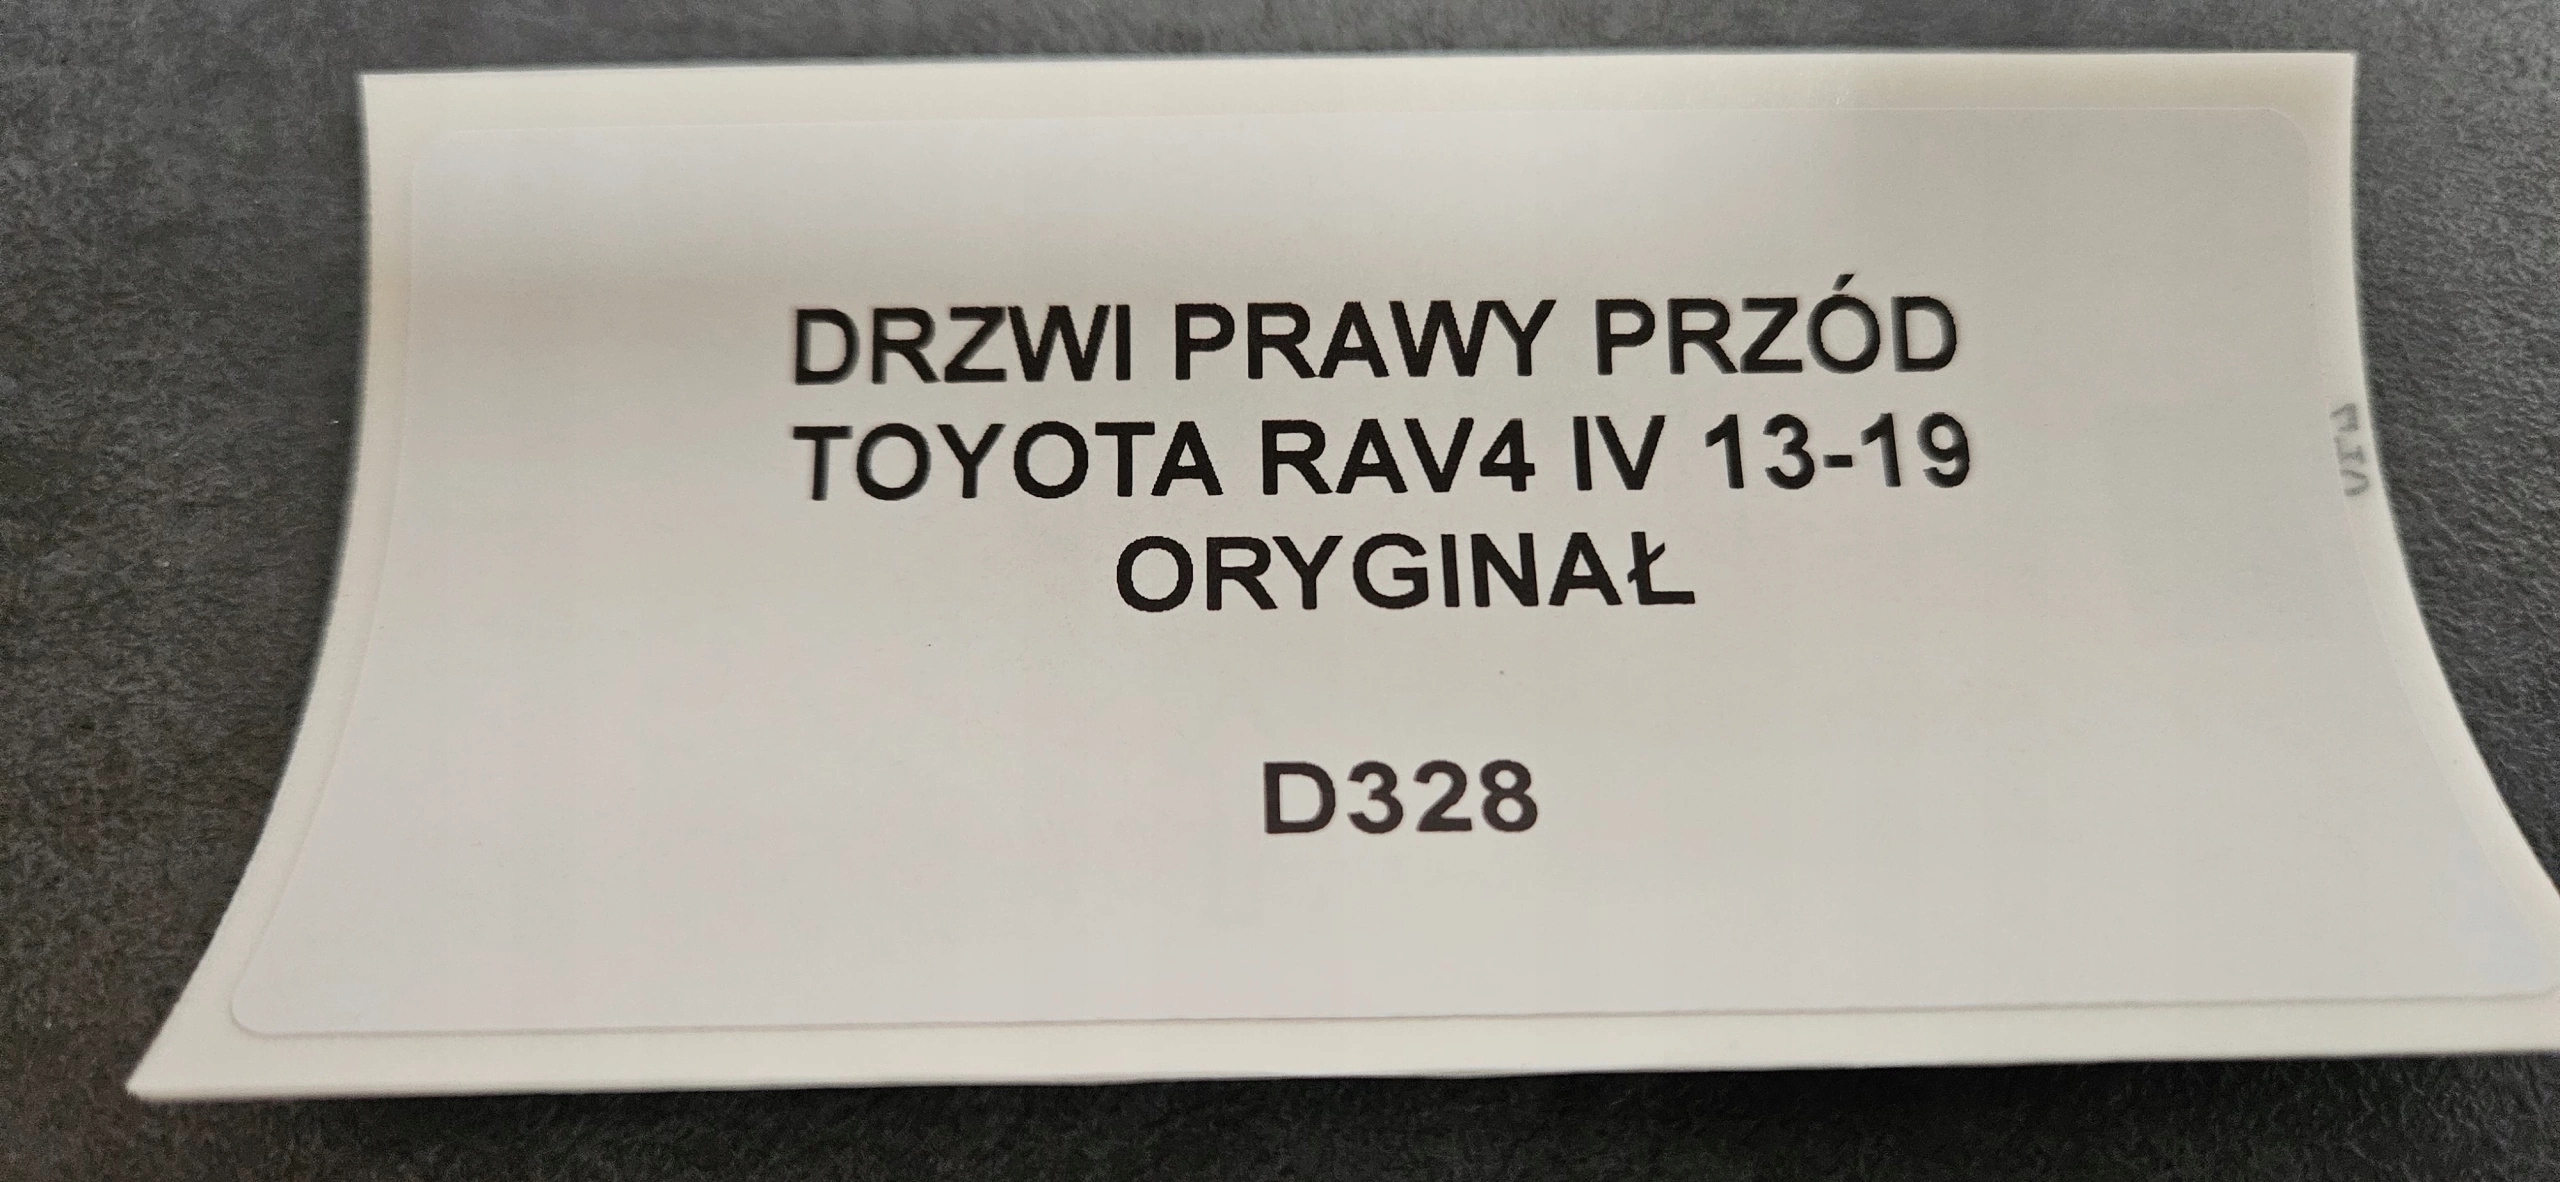 DRZWI PRAWY PRZÓD
TOYOTA RAV4 IV 13-19
ORYGINAŁ
D328